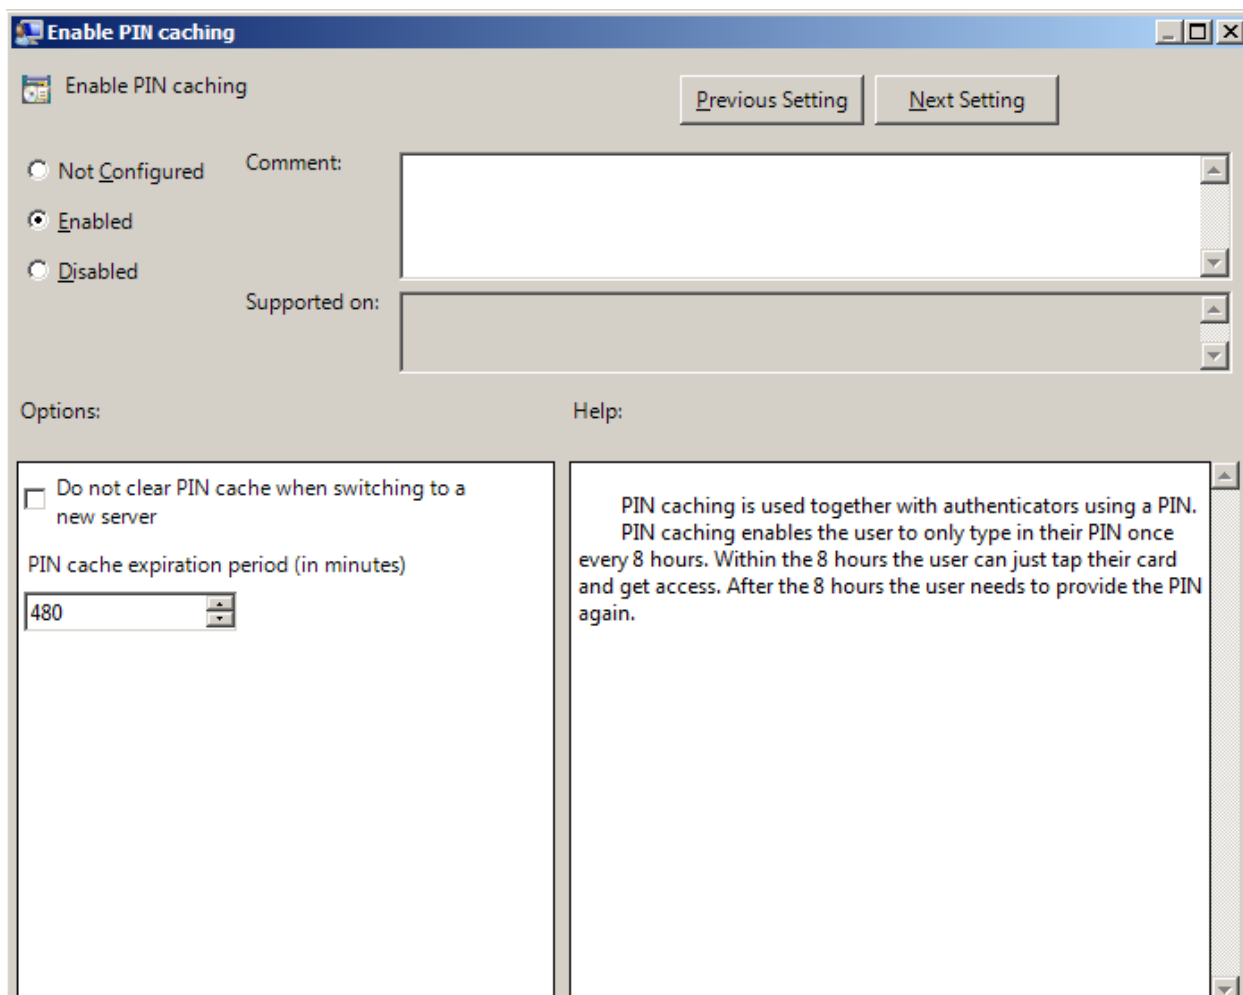 Enable PIN caching
Enable PIN caching
Previous Setting
Next Setting
Not Configured
Comment:
Enabled
Disabled
Supported on:
Options:
Help:
Do not clear PIN cache when switching to a
new server
PIN cache expiration period (in minutes)
480
PIN caching is used together with authenticators using a PIN.
PIN caching enables the user to only type in their PIN once
every 8 hours. Within the 8 hours the user can just tap their card
and get access. After the 8 hours the user needs to provide the PIN
again.